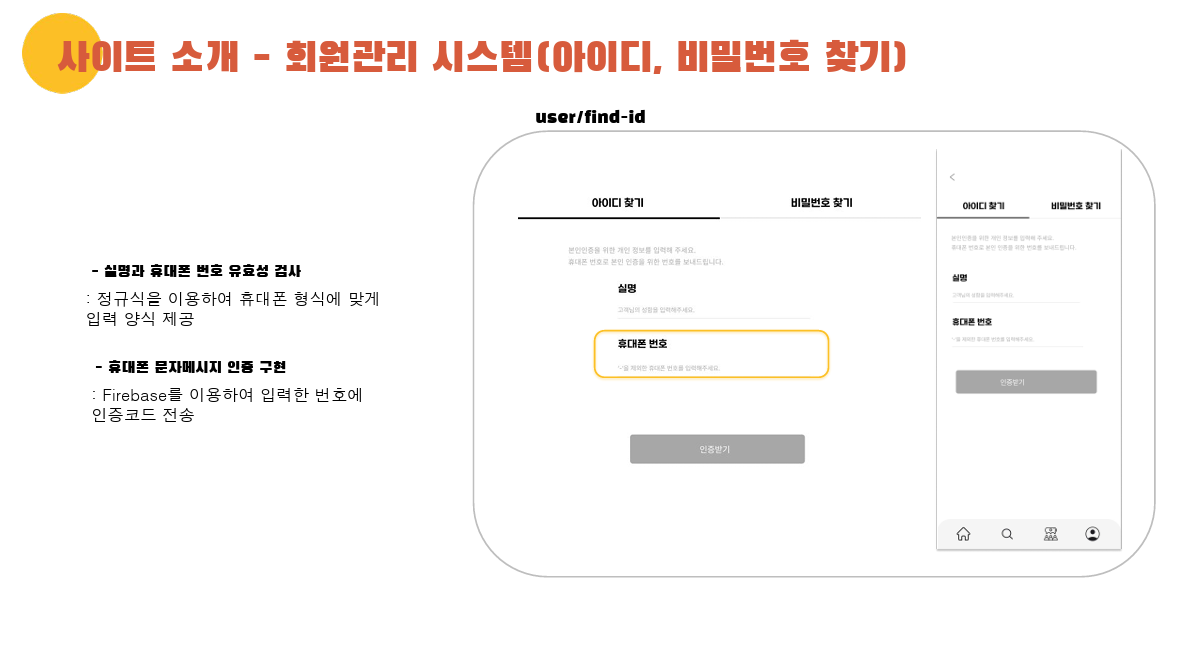 사이트 소개 - 회원관리 시스템(아이디, 비밀번호 찾기)
user/find-id
- 실명과 휴대폰 번호 유효성 검사
: 정규식을 이용하여 휴대폰 형식에 맞게
입력 양식 제공
- 휴대폰 문자메시지 인증 구현
: Firebase를 이용하여 입력한 번호에
인증코드 전송
아이디 찾기 비밀번호 찾기
본인인증을 위한 개인 정보를 입력해 주세요.
휴대폰 번호로 본인 인증을 위한 번호를 보내드립니다.
실명
고객님의 성함을 입력해주세요.
휴대폰 번호
'-'을 제외한 휴대폰 번호를 입력해주세요.
인증받기
<
아이디 찾기 비밀번호 찾기
본인인증을 위한 개인 정보를 입력해 주세요.
휴대폰 번호로 본인 인증을 위한 번호를 보내드립니다.
실명
고객님의 성함을 입력해주세요.
휴대폰 번호
'-'을 제외한 휴대폰 번호를 입력해주세요.
인증받기